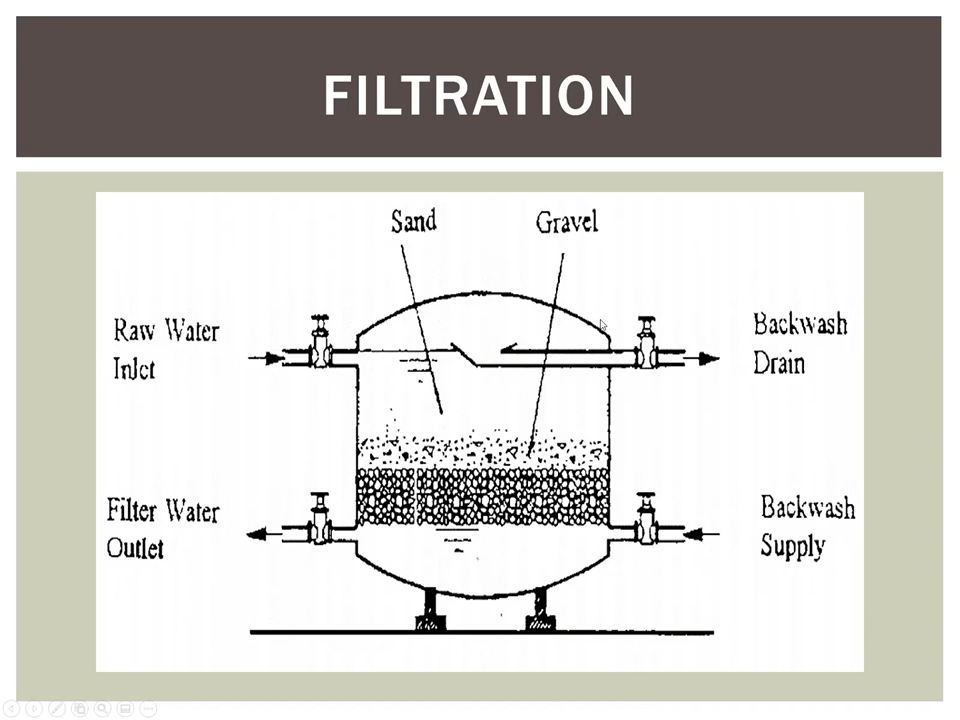 FILTRATION
Sand
Gravel
Raw Water
Inlet
Backwash
Drain
Filter Water
Outlet
Backwash
Supply